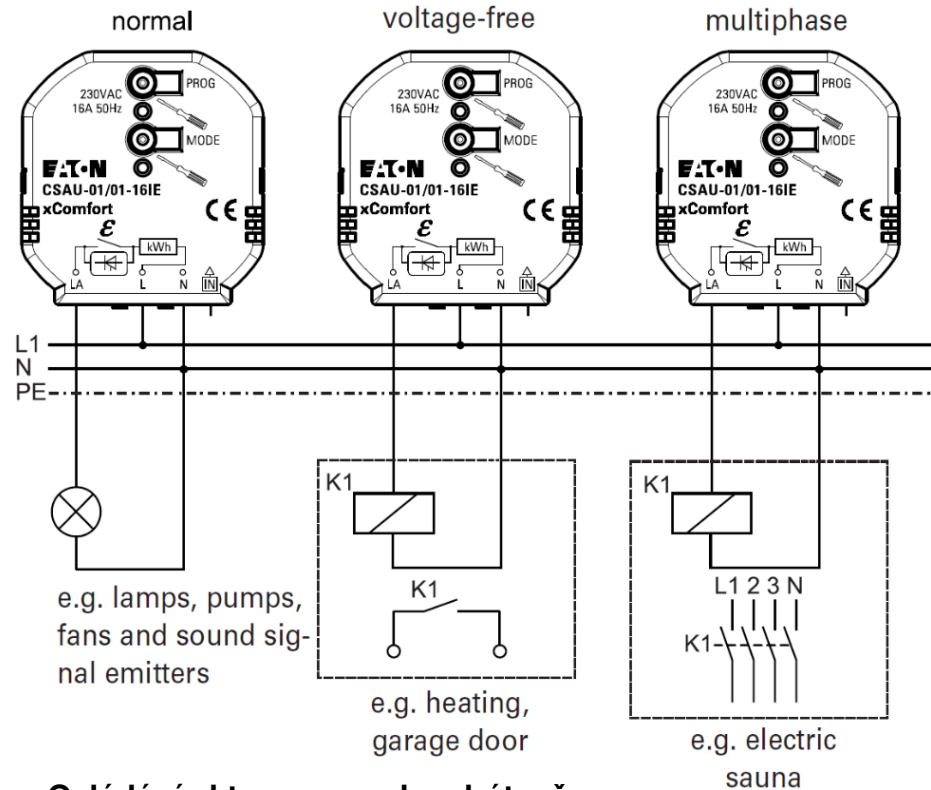 normal
voltage-free
multiphase
230VAC
16A 50Hz
PROG
MODE
EATON
CSAU-01/01-16IE
xComfort
CE
ε
kWh
LA L N IN
230VAC
16A 50Hz
PROG
MODE
EATON
CSAU-01/01-16IE
xComfort
CE
ε
kWh
LA L N IN
230VAC
16A 50Hz
PROG
MODE
EATON
CSAU-01/01-16IE
xComfort
CE
ε
kWh
LA L N IN
L1
N
PE
e.g. lamps, pumps,
fans and sound sig-
nal emitters
K1
K1
e.g. heating,
garage door
K1
L1 2 3 N
K1
e.g. electric
sauna